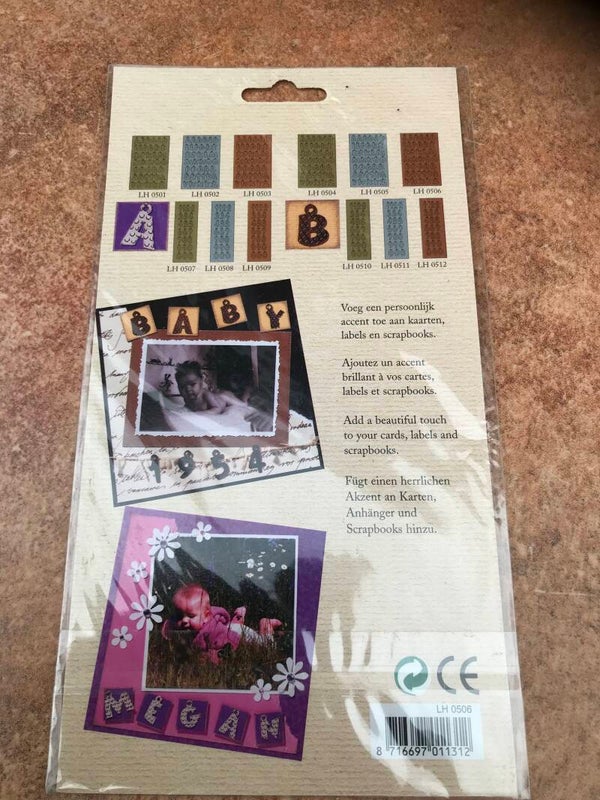 LH 0501 LH 0502 LH 0503 LH 0504 LH 0505 LH 0506
A B
LH 0507 LH 0508 LH 0509 LH 0510 LH 0511 LH 0512
BABY
1954
Voeg een persoonlijk
accent toe aan kaarten,
labels en scrapbooks.
Ajoutez un accent
brillant à vos cartes,
labels et scrapbooks.
Add a beautiful touch
to your cards, labels and
scrapbooks.
Fügt einen herrlichen
Akzent an Karten,
Anhänger und
Scrapbooks hinzu.
MEGAN
CE
LH 0506
8 716697 011312